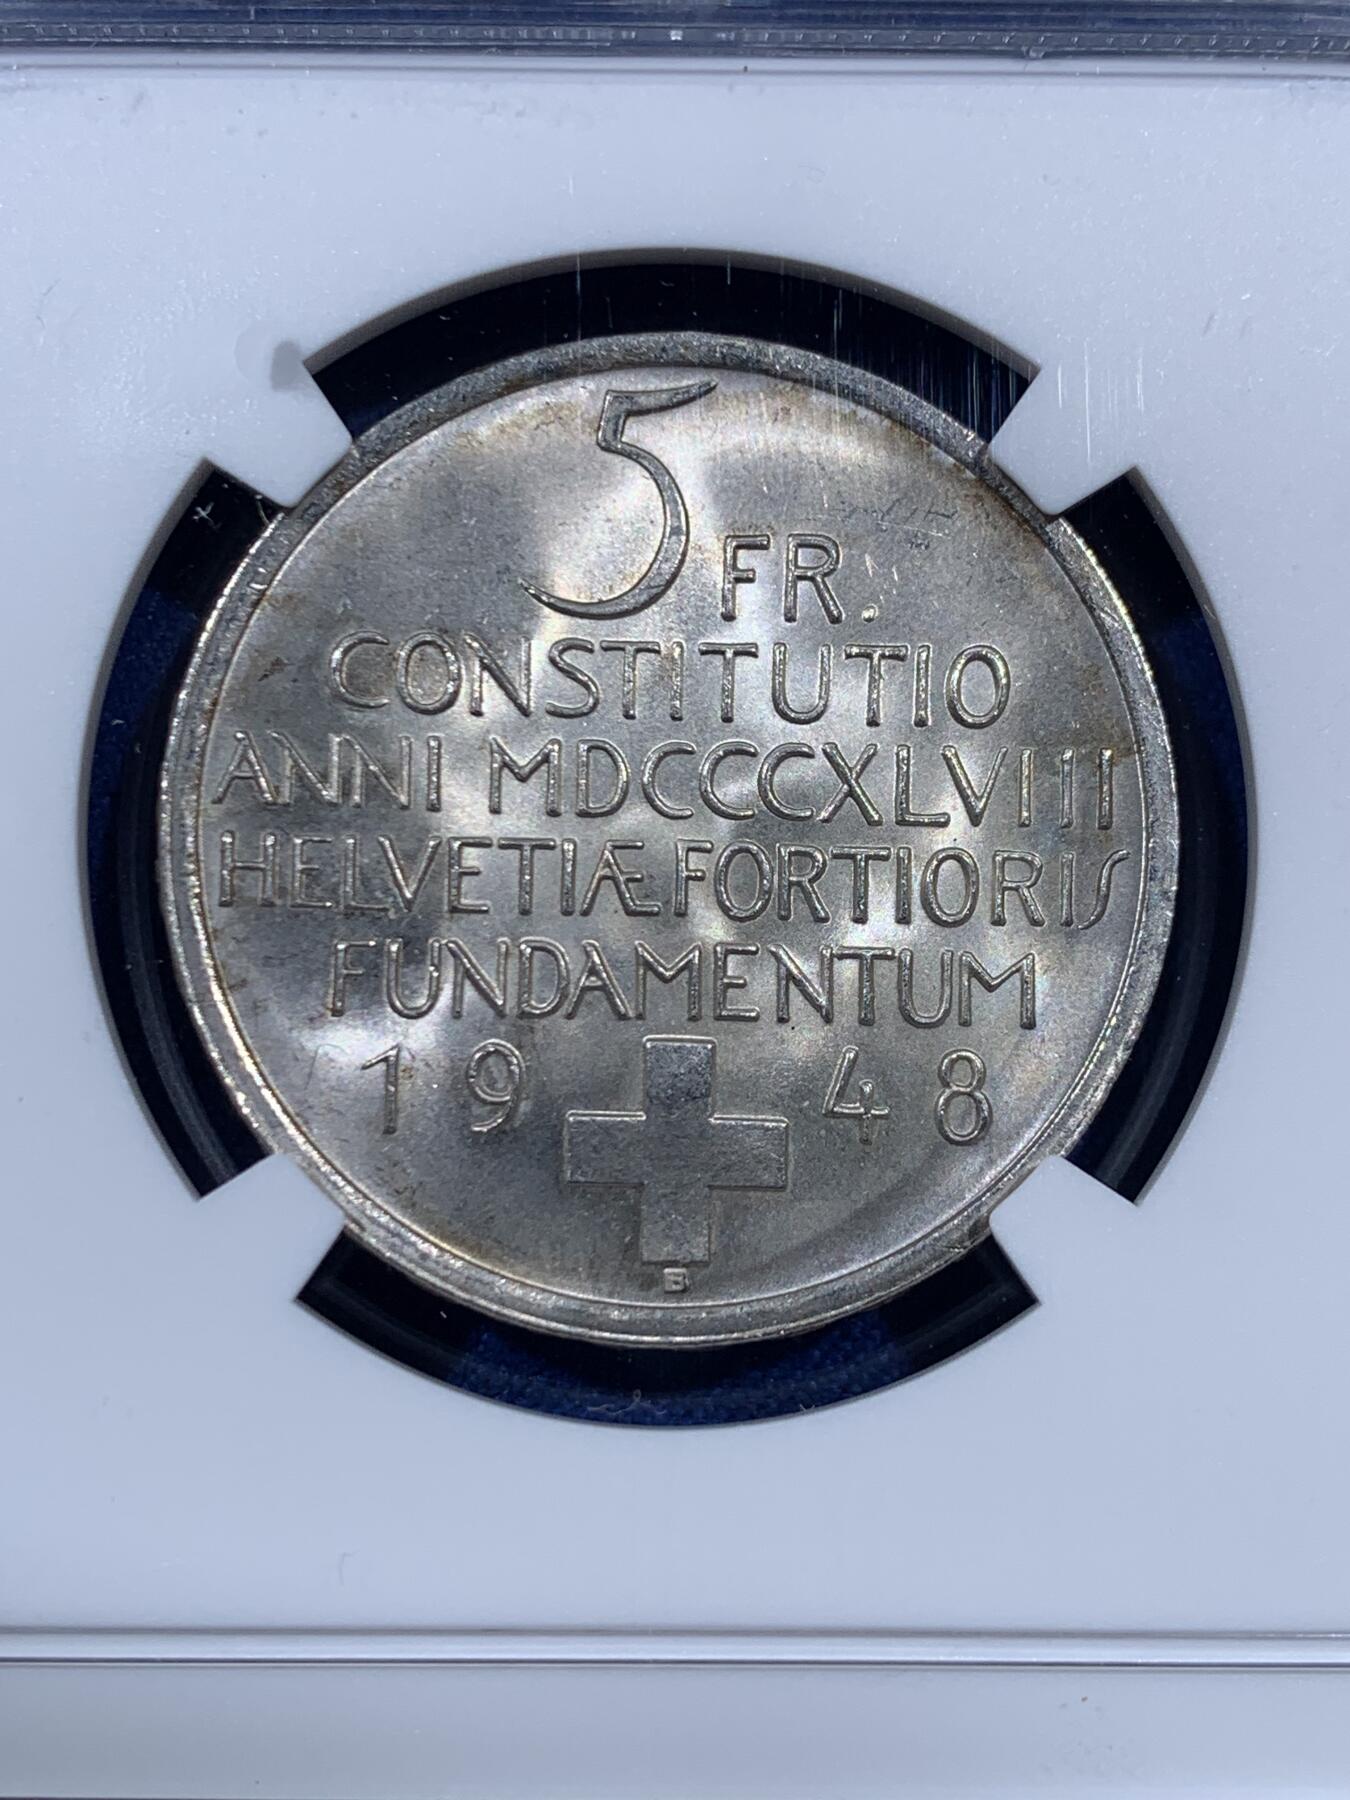 5 FR.
CONSTITUTIO
ANNI MDCCCXLVIII
HELVETIÆ FORTIORIS
FUNDAMENTUM
19 48
B